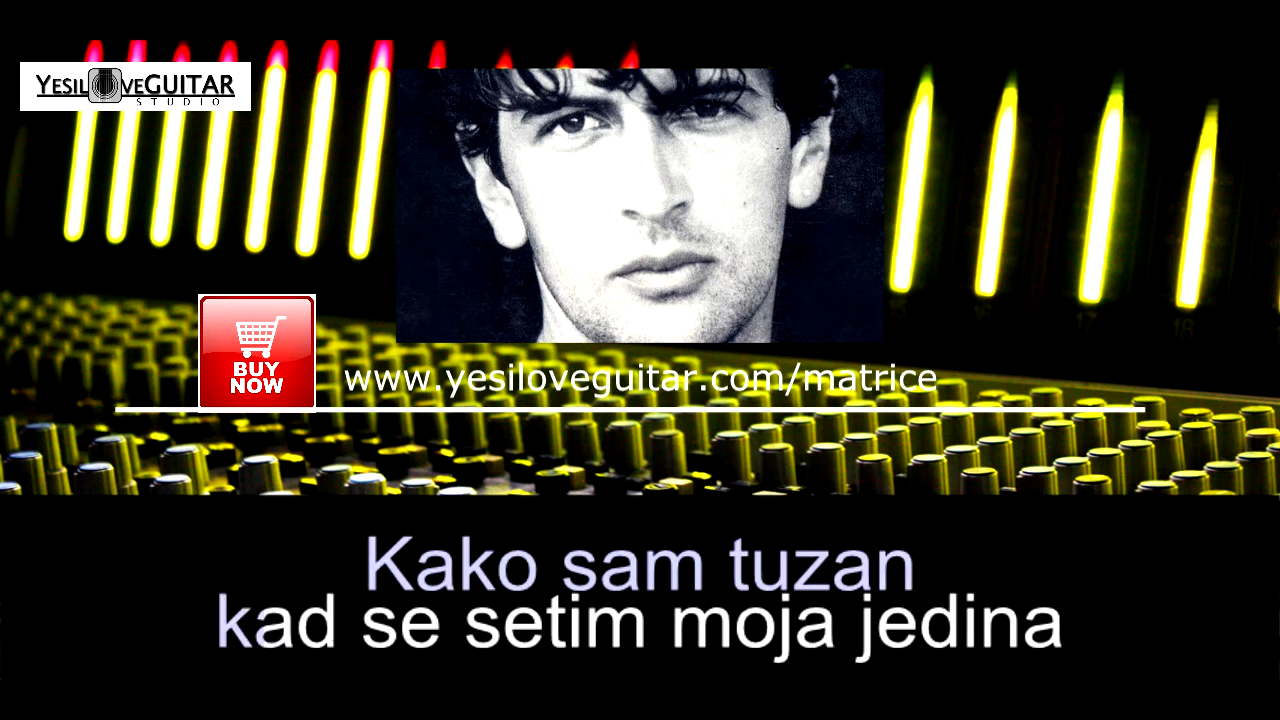 YESILOVEGUITAR
STUDIO
BUY
NOW
www.yesiloveguitar.com/matrice
Kako sam tuzan
kad se setim moja jedina